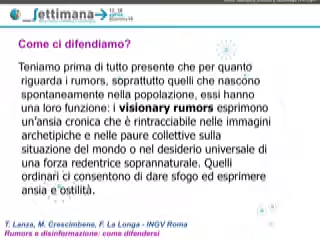 settimana
Come ci difendiamo?
Teniamo prima di tutto presente che per quanto
riguarda i rumors, soprattutto quelli che nascono
spontaneamente nella popolazione, essi hanno
una loro funzione: i visionary rumors esprimono
un'ansia cronica che è rintracciabile nelle immagini
archetipiche e nelle paure collettive sulla
situazione del mondo o nel desiderio universale di
una forza redentrice soprannaturale. Quelli
ordinari ci consentono di dare sfogo ed esprimere
ansia e ostilità.
T. Lanza, M. Crescimbene, F. La Longa - INGV Roma
Rumors e disinformazione: come difendersi